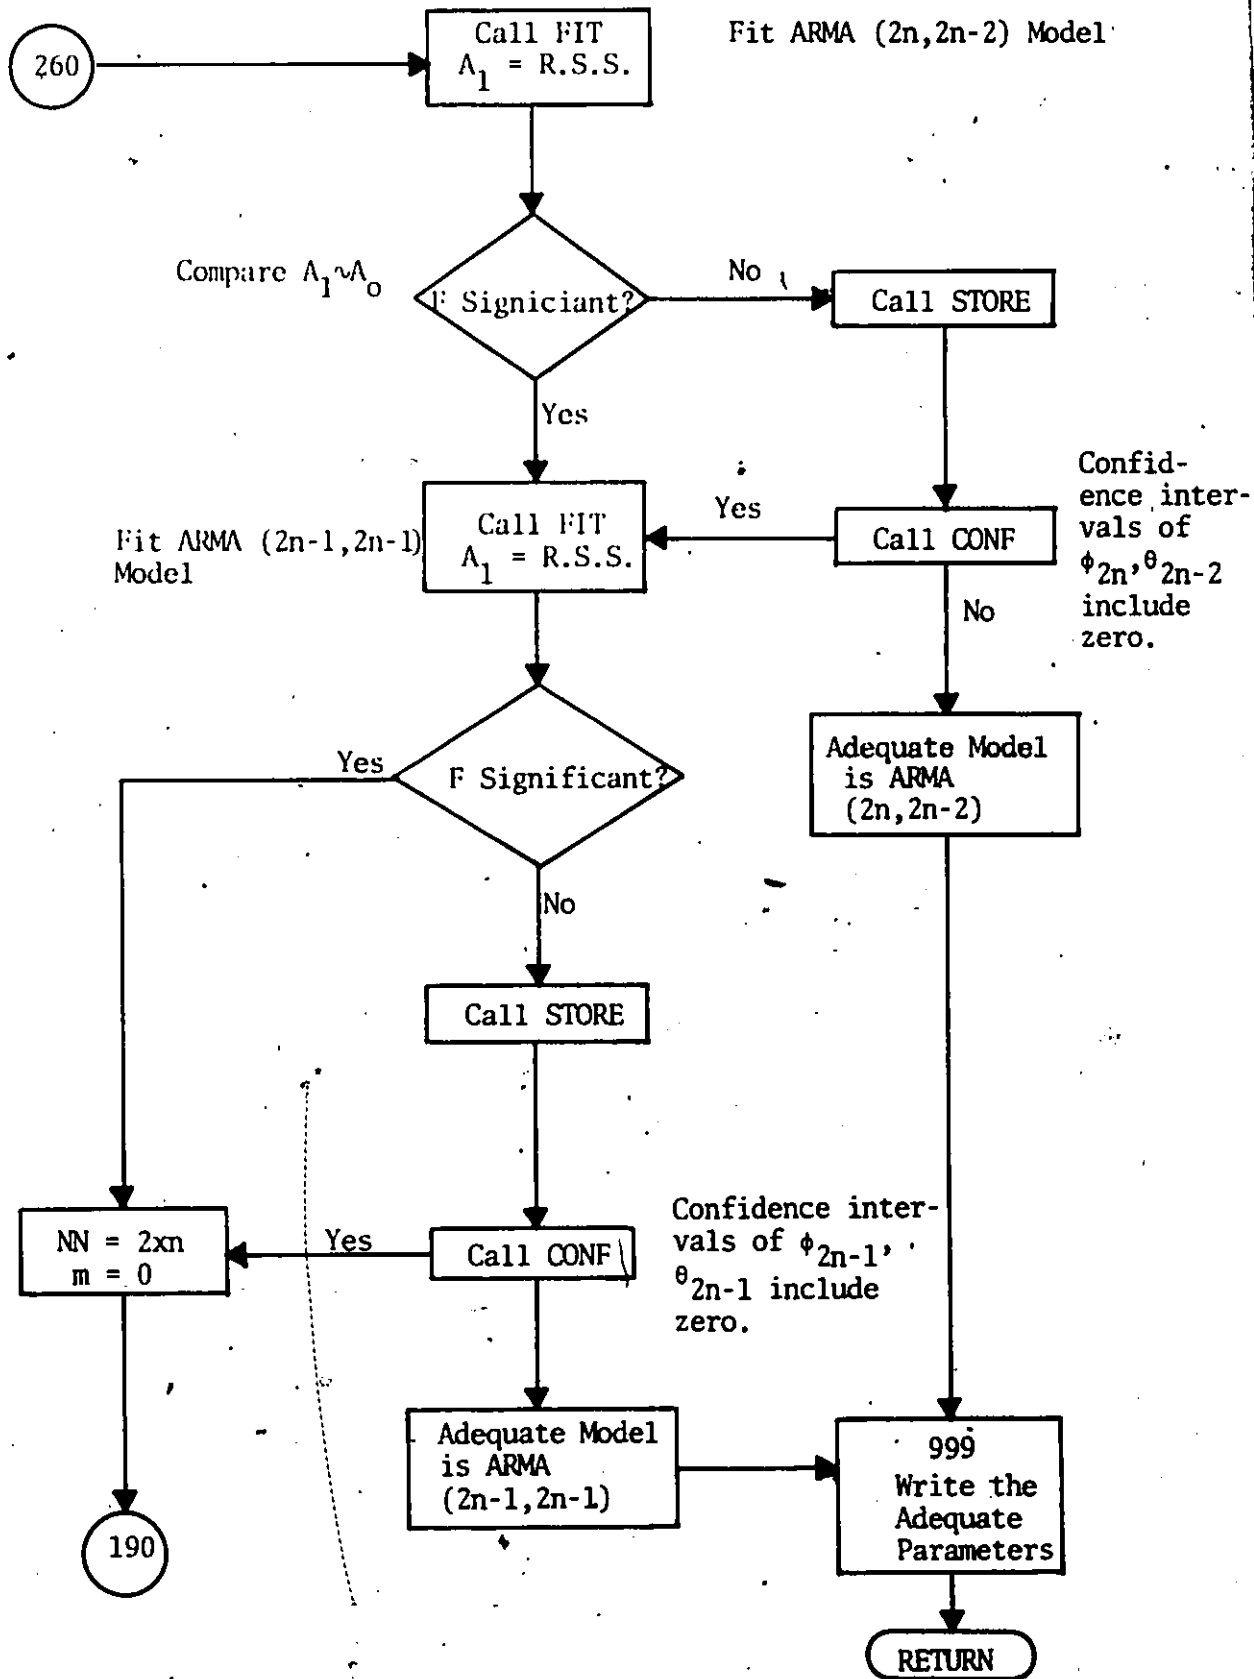 260
Call FIT
A1 = R.S.S.
Fit ARMA (2n,2n-2) Model
Compare A1~Ao
F Signiciant?
No
Call STORE
Yes
Fit ARMA (2n-1,2n-1)
Model
Call FIT
A1 = R.S.S.
Yes
Call CONF
Confid-
ence inter-
vals of
ϕ2n,θ2n-2
include
zero.
No
Adequate Model
is ARMA
(2n,2n-2)
Yes
F Significant?
No
Call STORE
NN = 2xn
m = 0
Yes
Call CONF
Confidence inter-
vals of ϕ2n-1,
θ2n-1 include
zero.
Adequate Model
is ARMA
(2n-1,2n-1)
999
Write the
Adequate
Parameters
190
RETURN